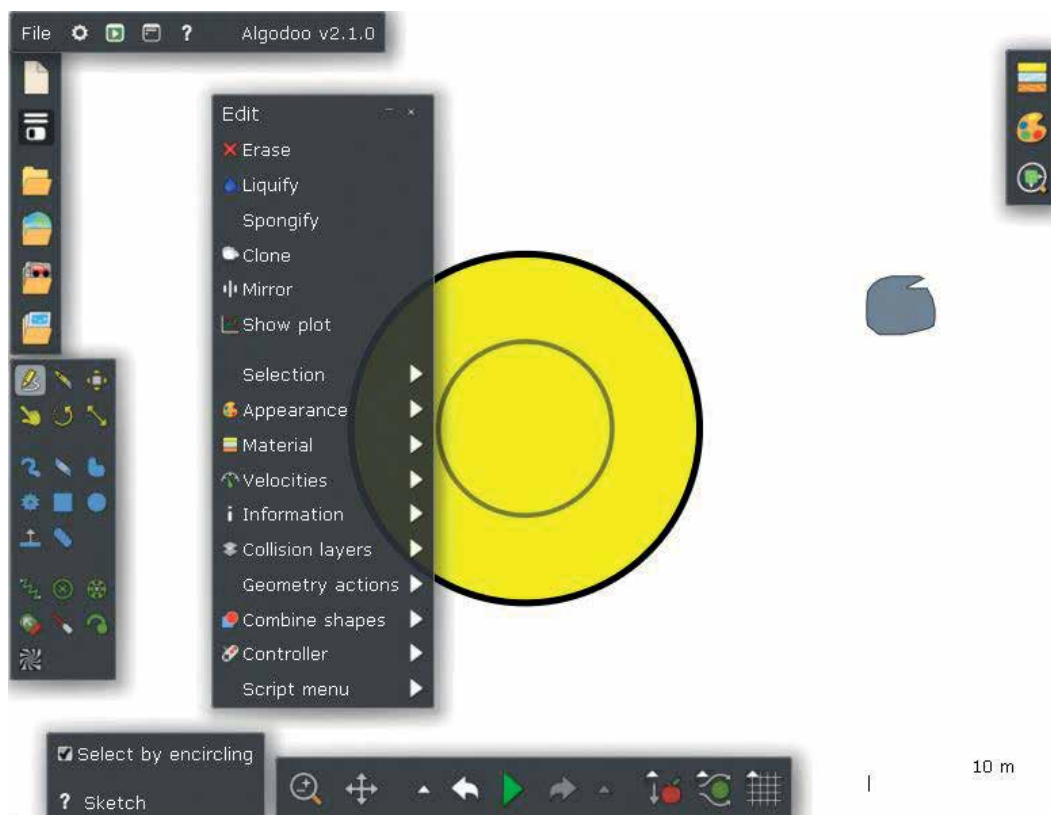 File ? Algodoo v2.1.0
Edit
Erase
Liquify
Spongify
Clone
Mirror
Show plot
Selection
Appearance
Material
Velocities
Information
Collision layers
Geometry actions
Combine shapes
Controller
Script menu
Select by encircling
? Sketch
10 m